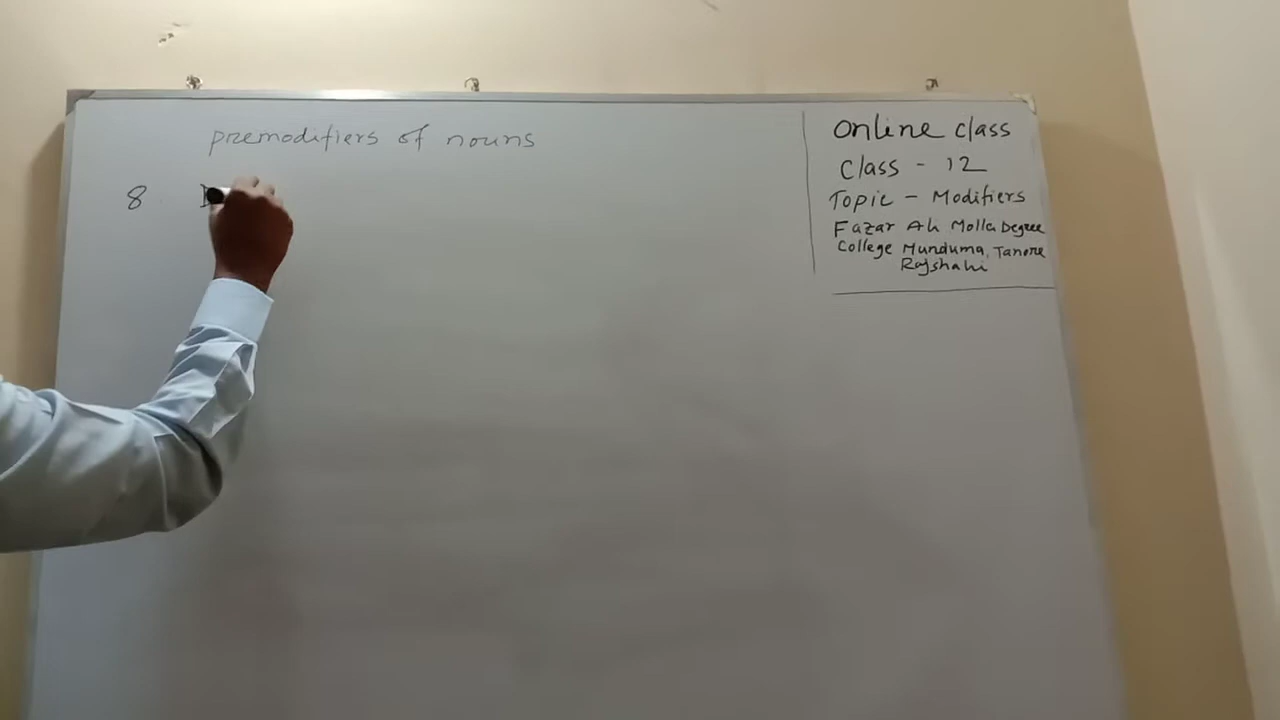 premodifiers of nouns
8
Online class
Class - 12
Topic - Modifiers
Fazar Ali Molla Degree
College Munduma, Tanore
Rajshahi